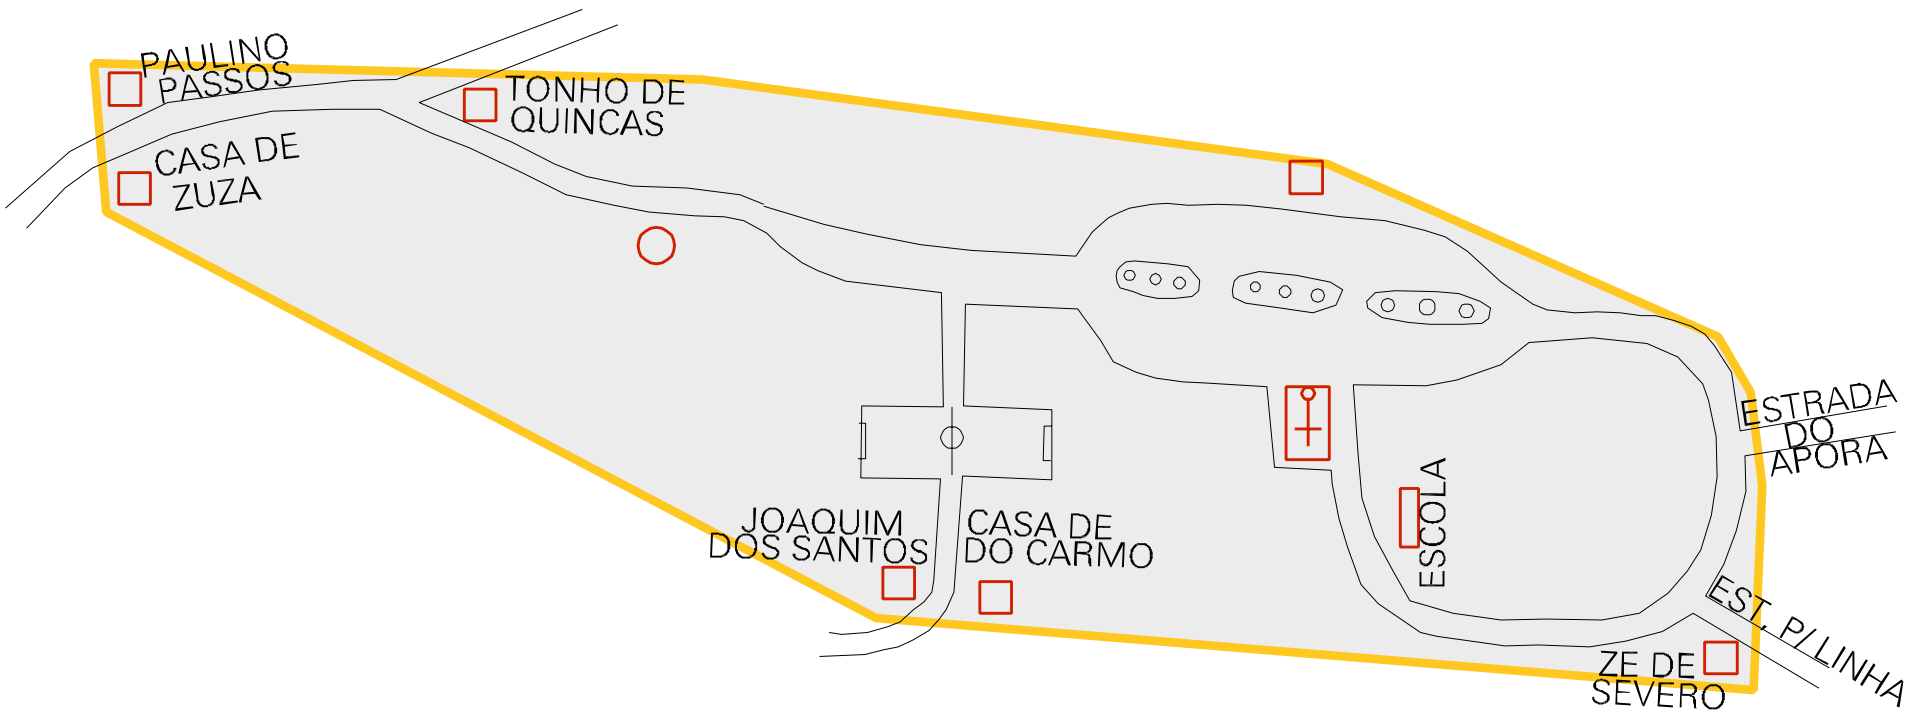 PAULINO
PASSOS
TONHO DE
QUINCAS
CASA DE
ZUZA
ESTRADA
DO
APORA
ESCOLA
JOAQUIM
DOS SANTOS
CASA DE
DO CARMO
EST. P/ LINHA
ZE DE
SEVERO